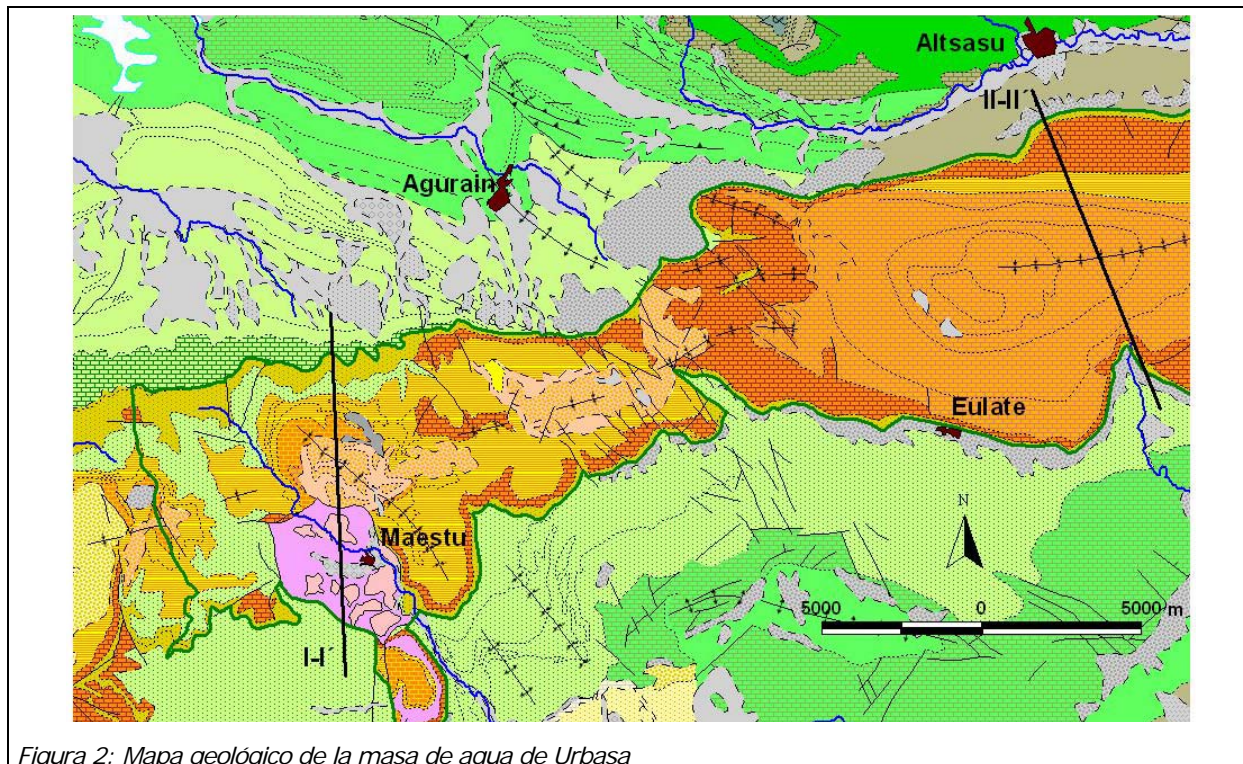 Altsasu
II-II´
Agurain
Eulate
N
Maestu
5000 0 5000 m
I-I´
Figura 2: Mapa geológico de la masa de agua de Urbasa